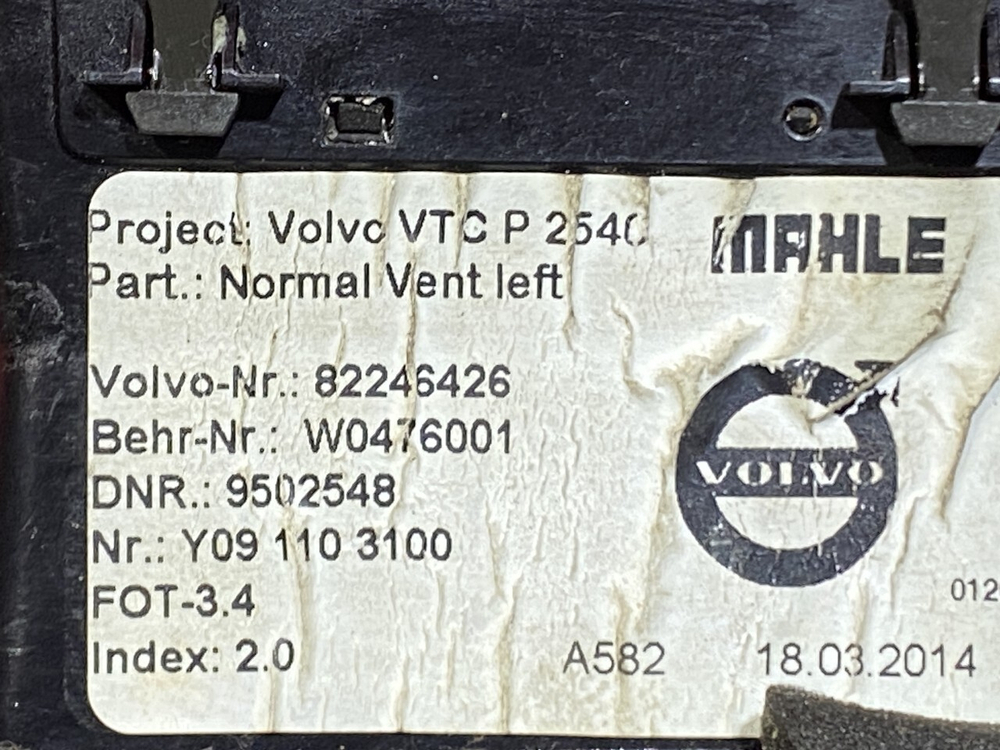 Project: Volvo VTC P 2540
MAHLE
Part.: Normal Vent left
Volvo-Nr.: 82246426
Behr-Nr.: W0476001
VOLVO
DNR.: 9502548
Nr.: Y09 110 3100
FOT-3.4
012
Index: 2.0
A582
18.03.2014